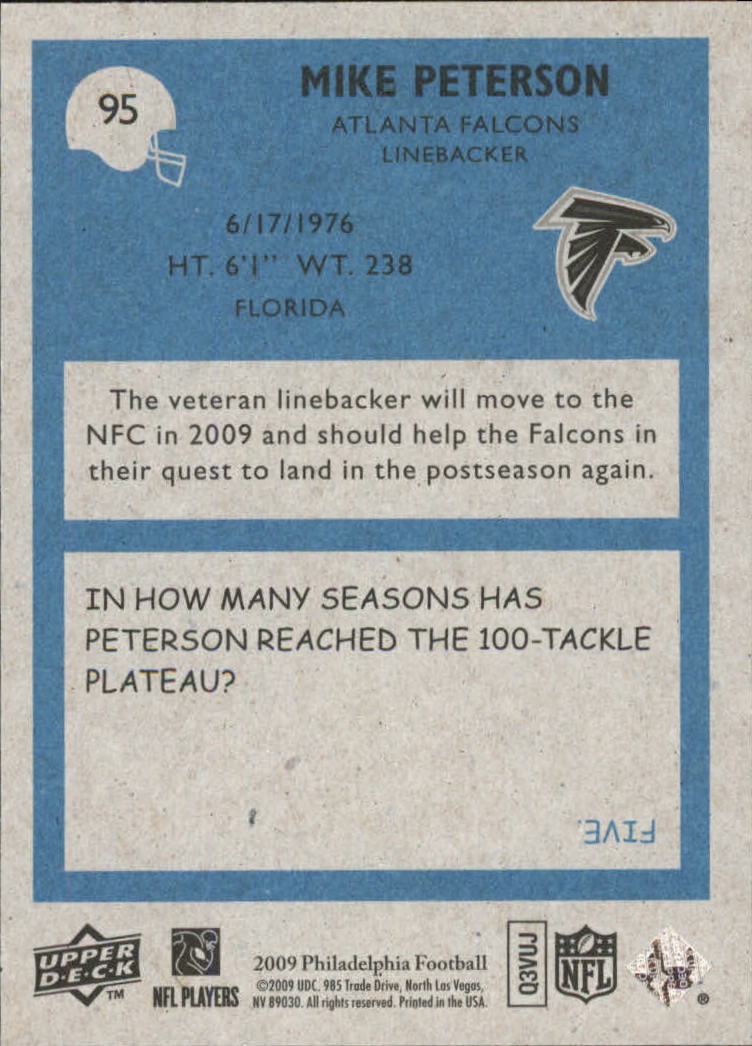 95
MIKE PETERSON
ATLANTA FALCONS
LINEBACKER
6/17/1976
HT. 6'1" WT. 238
FLORIDA
The veteran linebacker will move to the
NFC in 2009 and should help the Falcons in
their quest to land in the postseason again.
IN HOW MANY SEASONS HAS
PETERSON REACHED THE 100-TACKLE
PLATEAU?
FIVE.
UPPER
D·E·C·K
TM
NFL PLAYERS
2009 Philadelphia Football
©2009 UDC. 985 Trade Drive, North Las Vegas,
NV 89030. All rights reserved. Printed in the USA.
Q3VUJ
NFL
®